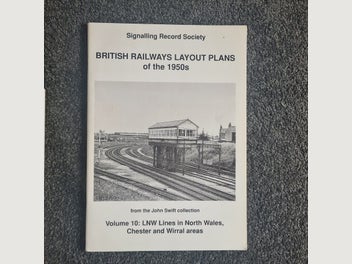 Signalling Record Society
BRITISH RAILWAYS LAYOUT PLANS
of the 1950s
from the John Swift collection
Volume 10: LNW Lines in North Wales,
Chester and Wirral areas